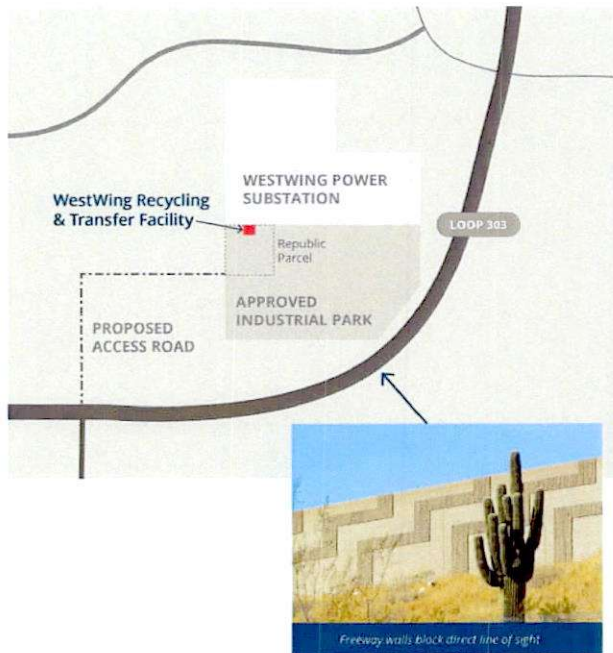 WESTWING POWER
SUBSTATION
WestWing Recycling
& Transfer Facility
LOOP 303
Republic
Parcel
APPROVED
INDUSTRIAL PARK
PROPOSED
ACCESS ROAD
Freeway walls block direct line of sight